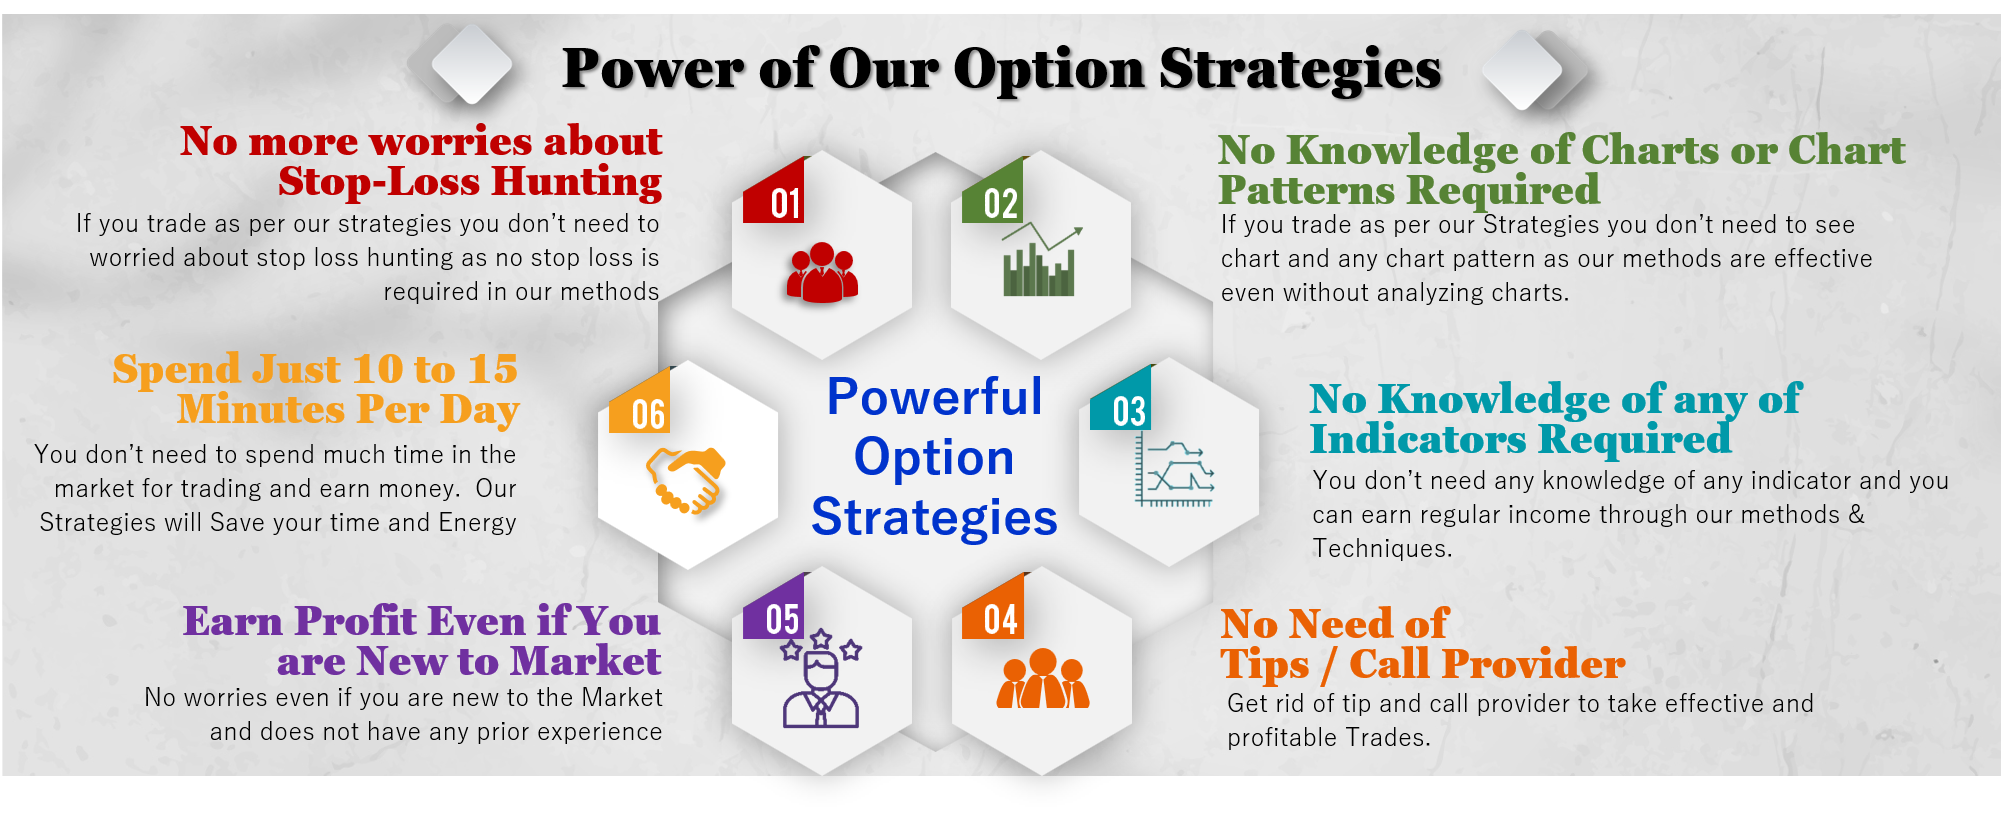 Power of Our Option Strategies
No more worries about
Stop-Loss Hunting
If you trade as per our strategies you don't need to
worried about stop loss hunting as no stop loss is
required in our methods
01
02
No Knowledge of Charts or Chart
Patterns Required
If you trade as per our Strategies you don't need to see
chart and any chart pattern as our methods are effective
even without analyzing charts.
Spend Just 10 to 15
Minutes Per Day
You don't need to spend much time in the
market for trading and earn money.  Our
Strategies will Save your time and Energy
06
Powerful
Option
Strategies
03
No Knowledge of any of
Indicators Required
You don't need any knowledge of any indicator and you
can earn regular income through our methods &
Techniques.
Earn Profit Even if You
are New to Market
No worries even if you are new to the Market
and does not have any prior experience
05
04
No Need of
Tips / Call Provider
Get rid of tip and call provider to take effective and
profitable Trades.